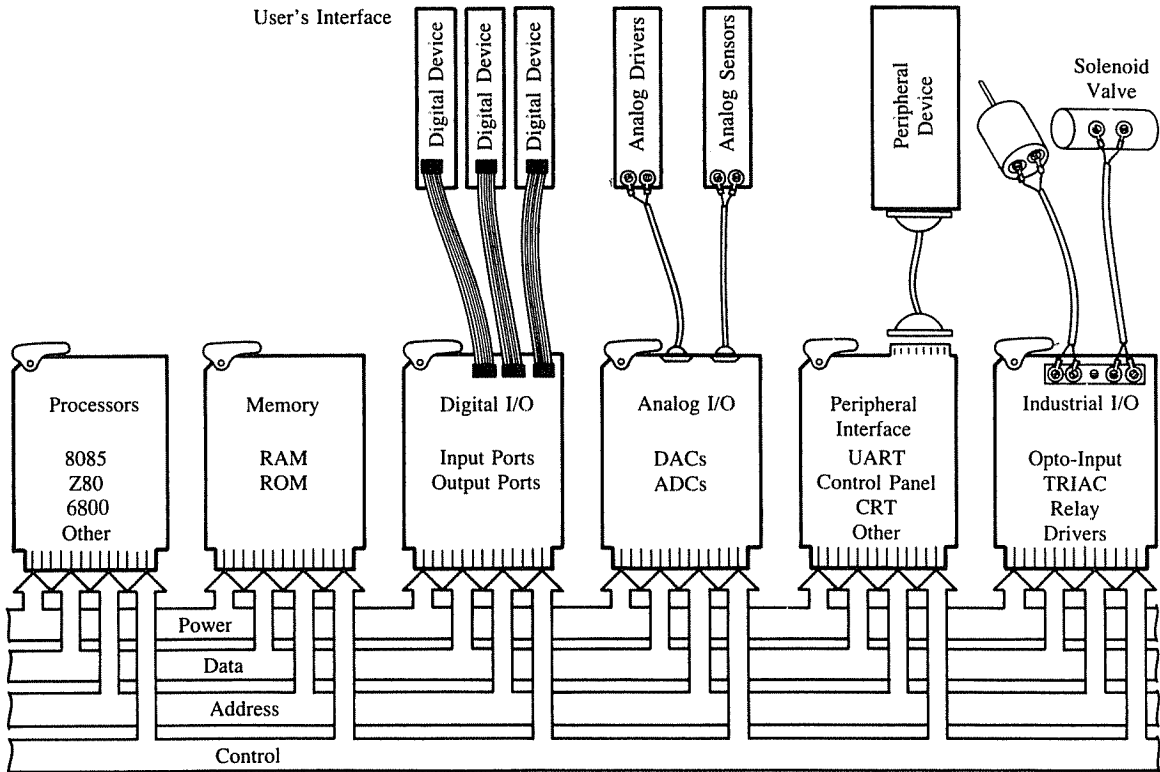 User's Interface
Digital Device
Digital Device
Digital Device
Analog Drivers
Analog Sensors
Peripheral
Device
Solenoid
Valve
Processors
8085
Z80
6800
Other
Memory
RAM
ROM
Digital I/O
Input Ports
Output Ports
Analog I/O
DACs
ADCs
Peripheral
Interface
UART
Control Panel
CRT
Other
Industrial I/O
Opto-Input
TRIAC
Relay
Drivers
Power
Data
Address
Control